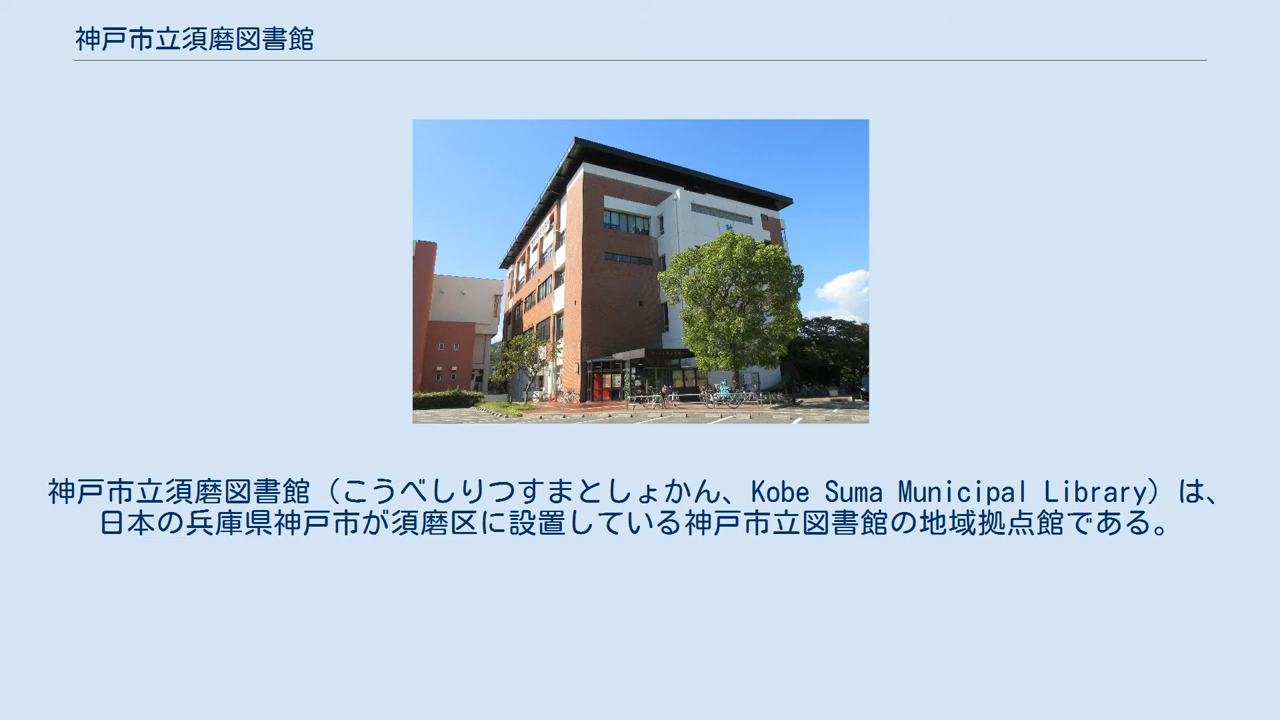 神戸市立須磨図書館
神戸市立須磨図書館（こうべしりつすまとしょかん、Kobe Suma Municipal Library）は、
日本の兵庫県神戸市が須磨区に設置している神戸市立図書館の地域拠点館である。